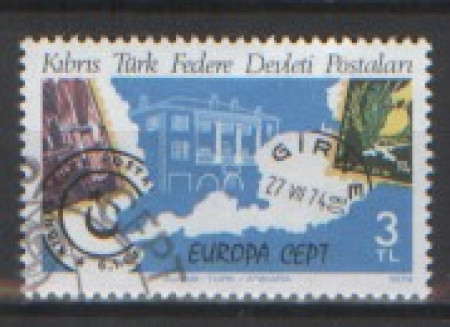 Kıbrıs Türk Federe Devleti Postaları
GİRNE
27 VII 74
EUROPA CEPT
3
TL